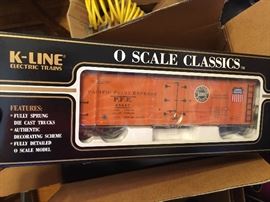 K-LINE
ELECTRIC TRAINS
O SCALE CLASSICS
FEATURES:
• FULLY SPRUNG
DIE CAST TRUCKS
• AUTHENTIC
DECORATING SCHEME
• FULLY DETAILED
O SCALE MODEL
PACIFIC FRUIT EXPRESS
P.F.E.